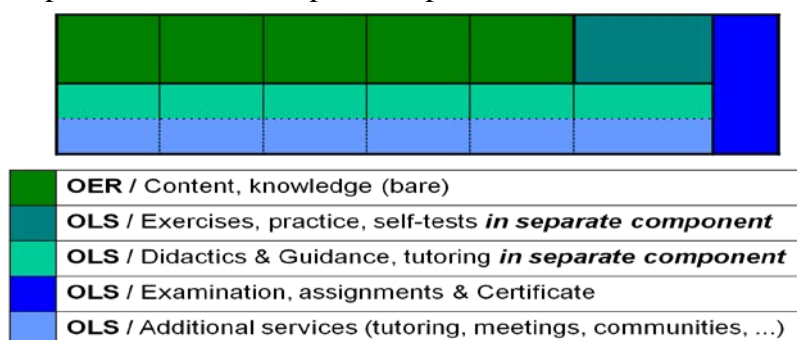 OER / Content, knowledge (bare)
OLS / Exercises, practice, self-tests in separate component
OLS / Didactics & Guidance, tutoring in separate component
OLS / Examination, assignments & Certificate
OLS / Additional services (tutoring, meetings, communities, ...)